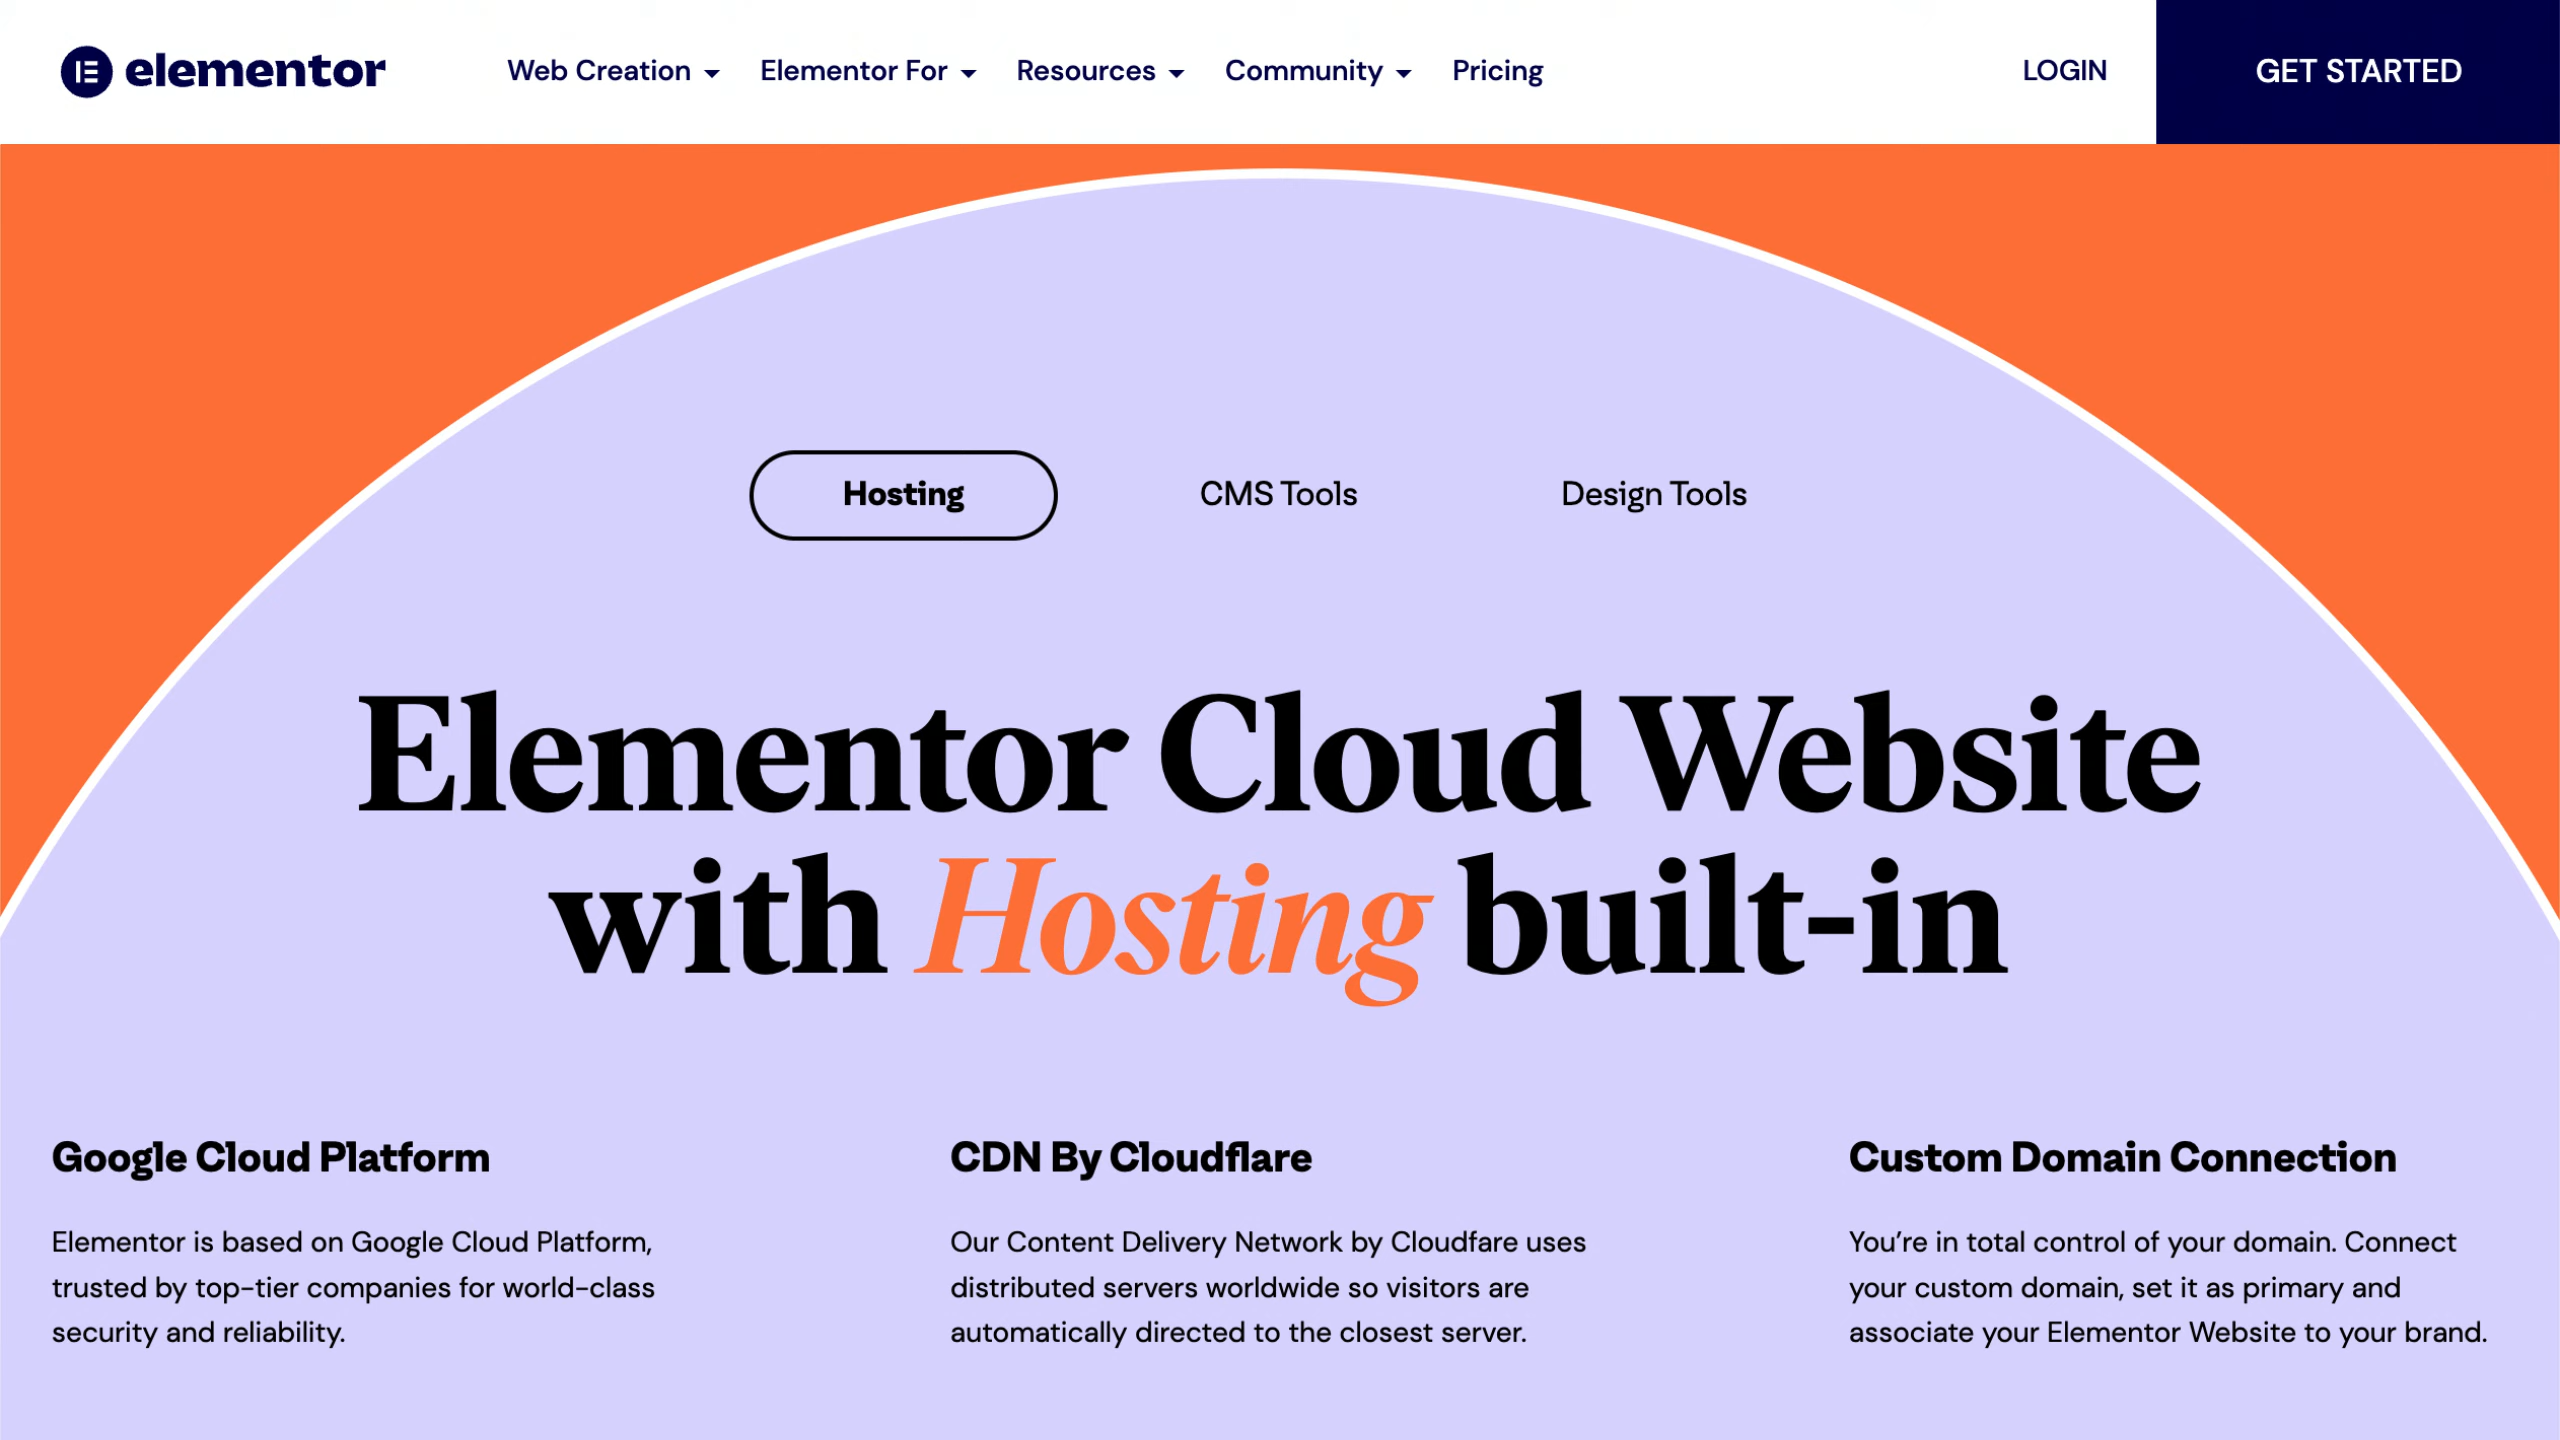 elementor
Web Creation
Elementor For
Resources
Community
Pricing
LOGIN
GET STARTED
Hosting
CMS Tools
Design Tools
Elementor Cloud Website
with Hosting built-in
Google Cloud Platform
Elementor is based on Google Cloud Platform,
trusted by top-tier companies for world-class
security and reliability.
CDN By Cloudflare
Our Content Delivery Network by Cloudfare uses
distributed servers worldwide so visitors are
automatically directed to the closest server.
Custom Domain Connection
You’re in total control of your domain. Connect
your custom domain, set it as primary and
associate your Elementor Website to your brand.